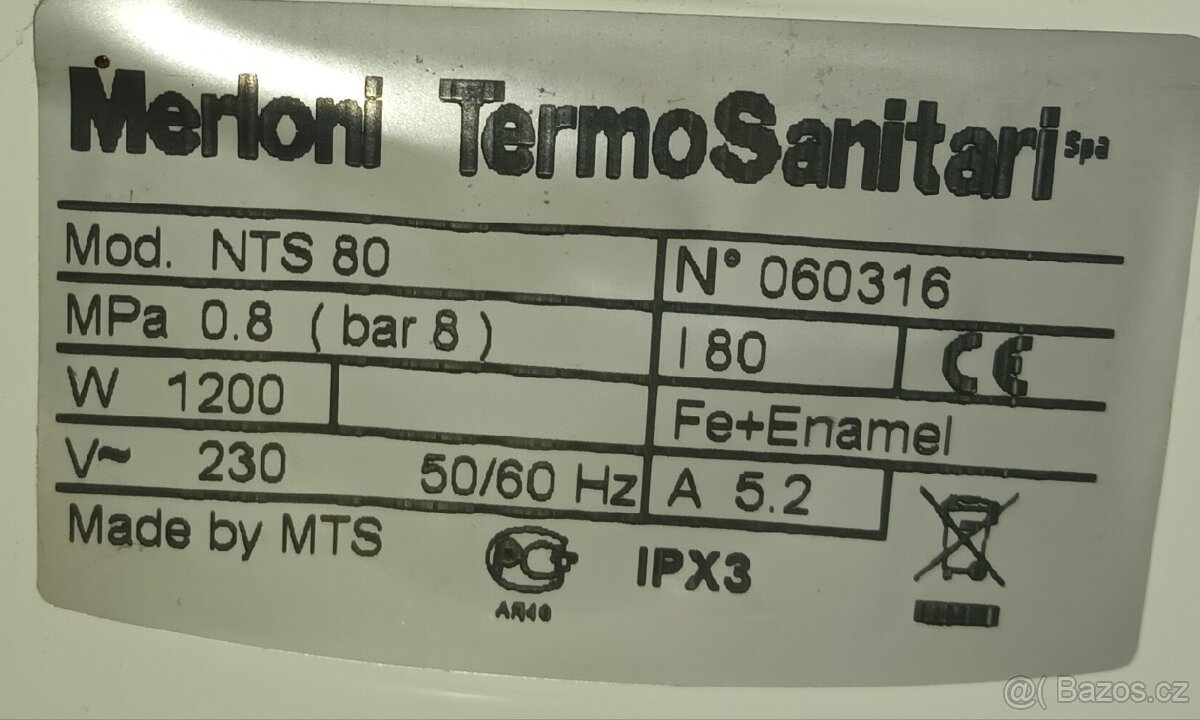 Merloni TermoSanitari Spa
Mod. NTS 80 N° 060316
MPa 0.8 ( bar 8 ) l 80 CE
W 1200 Fe+Enamel
V~ 230 50/60 Hz A 5.2
Made by MTS PCT IPX3
@( Bazos.cz